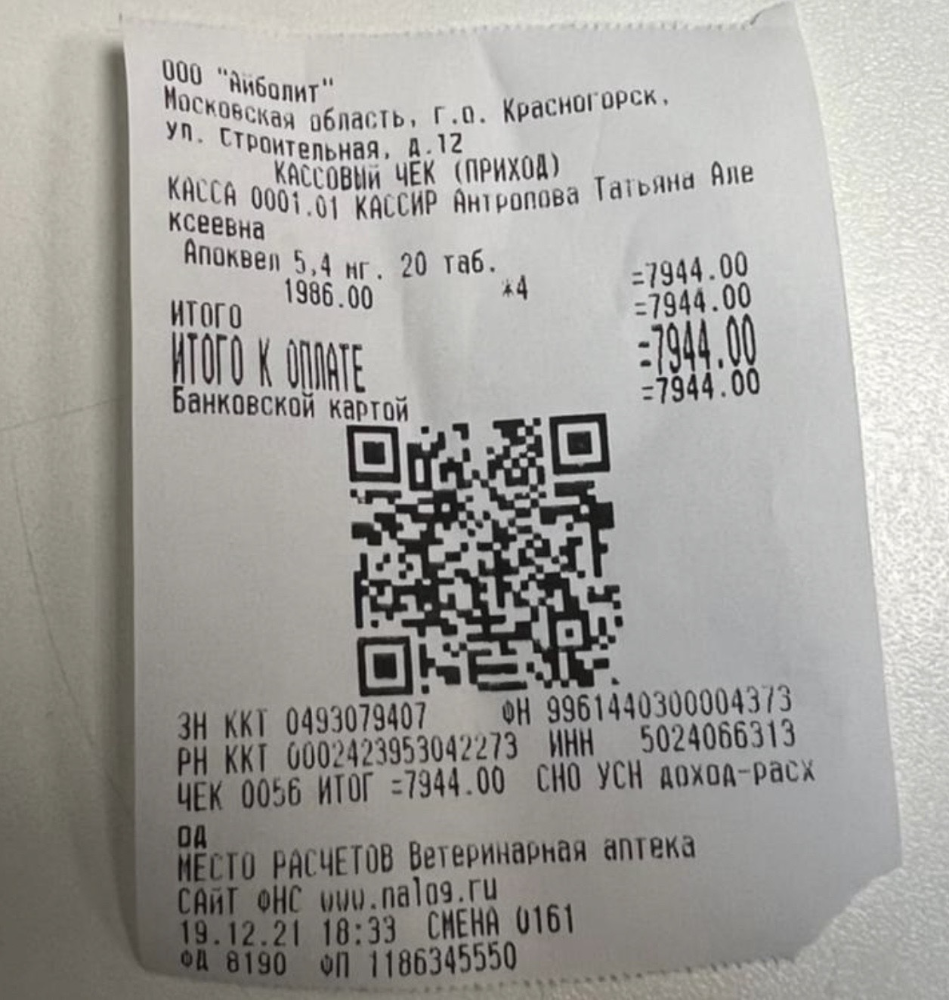 ООО "Айболит"
Московская область, г.о. Красногорск,
ул. Строительная, д.12
КАССОВЫЙ ЧЕК (ПРИХОД)
КАССА 0001.01 КАССИР Антропова Татьяна Але
ксеевна
Апоквел 5,4 мг. 20 таб.
1986.00 *4 =7944.00
ИТОГО =7944.00
ИТОГО К ОПЛАТЕ =7944.00
Банковской картой =7944.00
ЗН ККТ 0493079407 ФН 9961440300004373
РН ККТ 0002423953042273 ИНН 5024066313
ЧЕК 0056 ИТОГ =7944.00 СНО УСН доход-расх
од
МЕСТО РАСЧЕТОВ Ветеринарная аптека
САЙТ ФНС www.nalog.ru
19.12.21 18:33 СМЕНА 0161
ФД 8190 ФП 1186345550